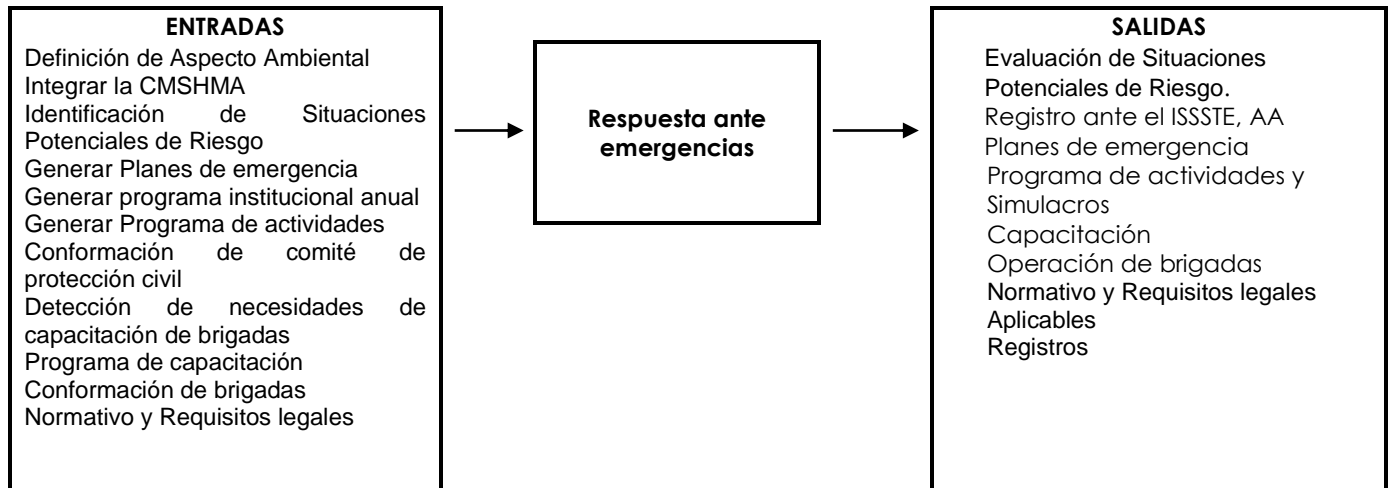 ENTRADAS
Definición de Aspecto Ambiental
Integrar la CMSHMA
Identificación de Situaciones
Potenciales de Riesgo
Generar Planes de emergencia
Generar programa institucional anual
Generar Programa de actividades
Conformación de comité de
protección civil
Detección de necesidades de
capacitación de brigadas
Programa de capacitación
Conformación de brigadas
Normativo y Requisitos legales
Respuesta ante
emergencias
SALIDAS
Evaluación de Situaciones
Potenciales de Riesgo.
Registro ante el ISSSTE, AA
Planes de emergencia
Programa de actividades y
Simulacros
Capacitación
Operación de brigadas
Normativo y Requisitos legales
Aplicables
Registros